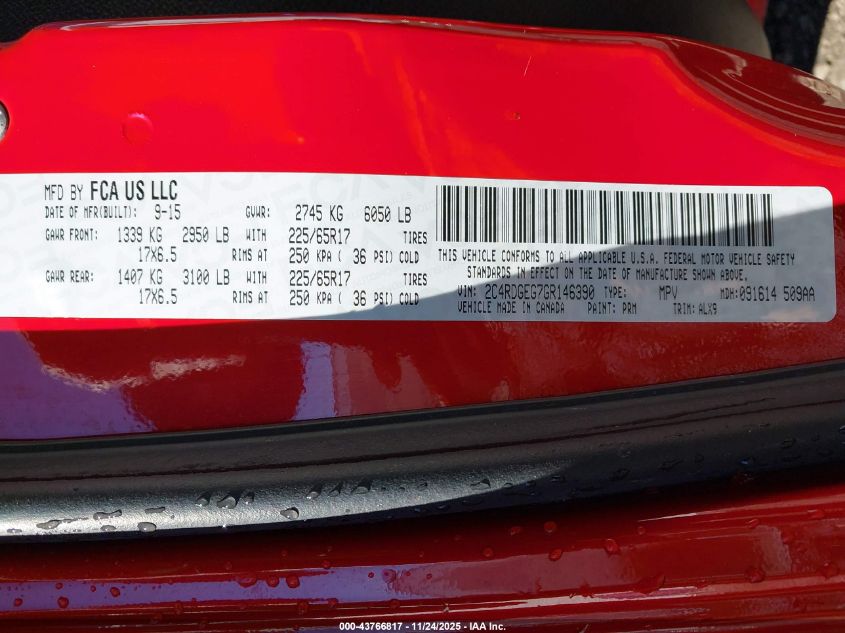 MFD BY FCA US LLC
DATE OF MFR(BUILT): 9-15 GVWR: 2745 KG 6050 LB
GAWR FRONT: 1339 KG 2950 LB WITH 225/65R17 TIRES
17X6.5 RIMS AT 250 KPA ( 36 PSI) COLD
GAWR REAR: 1407 KG 3100 LB WITH 225/65R17 TIRES
17X6.5 RIMS AT 250 KPA ( 36 PSI) COLD
THIS VEHICLE CONFORMS TO ALL APPLICABLE U.S.A. FEDERAL MOTOR VEHICLE SAFETY
STANDARDS IN EFFECT ON THE DATE OF MANUFACTURE SHOWN ABOVE.
VIN: 2C4RDGEG7GR146390 TYPE: MPV MDH:091614 509AA
VEHICLE MADE IN CANADA PAINT: PRM TRIM: ALX9
000-43766817 - 11/24/2025 - IAA Inc.